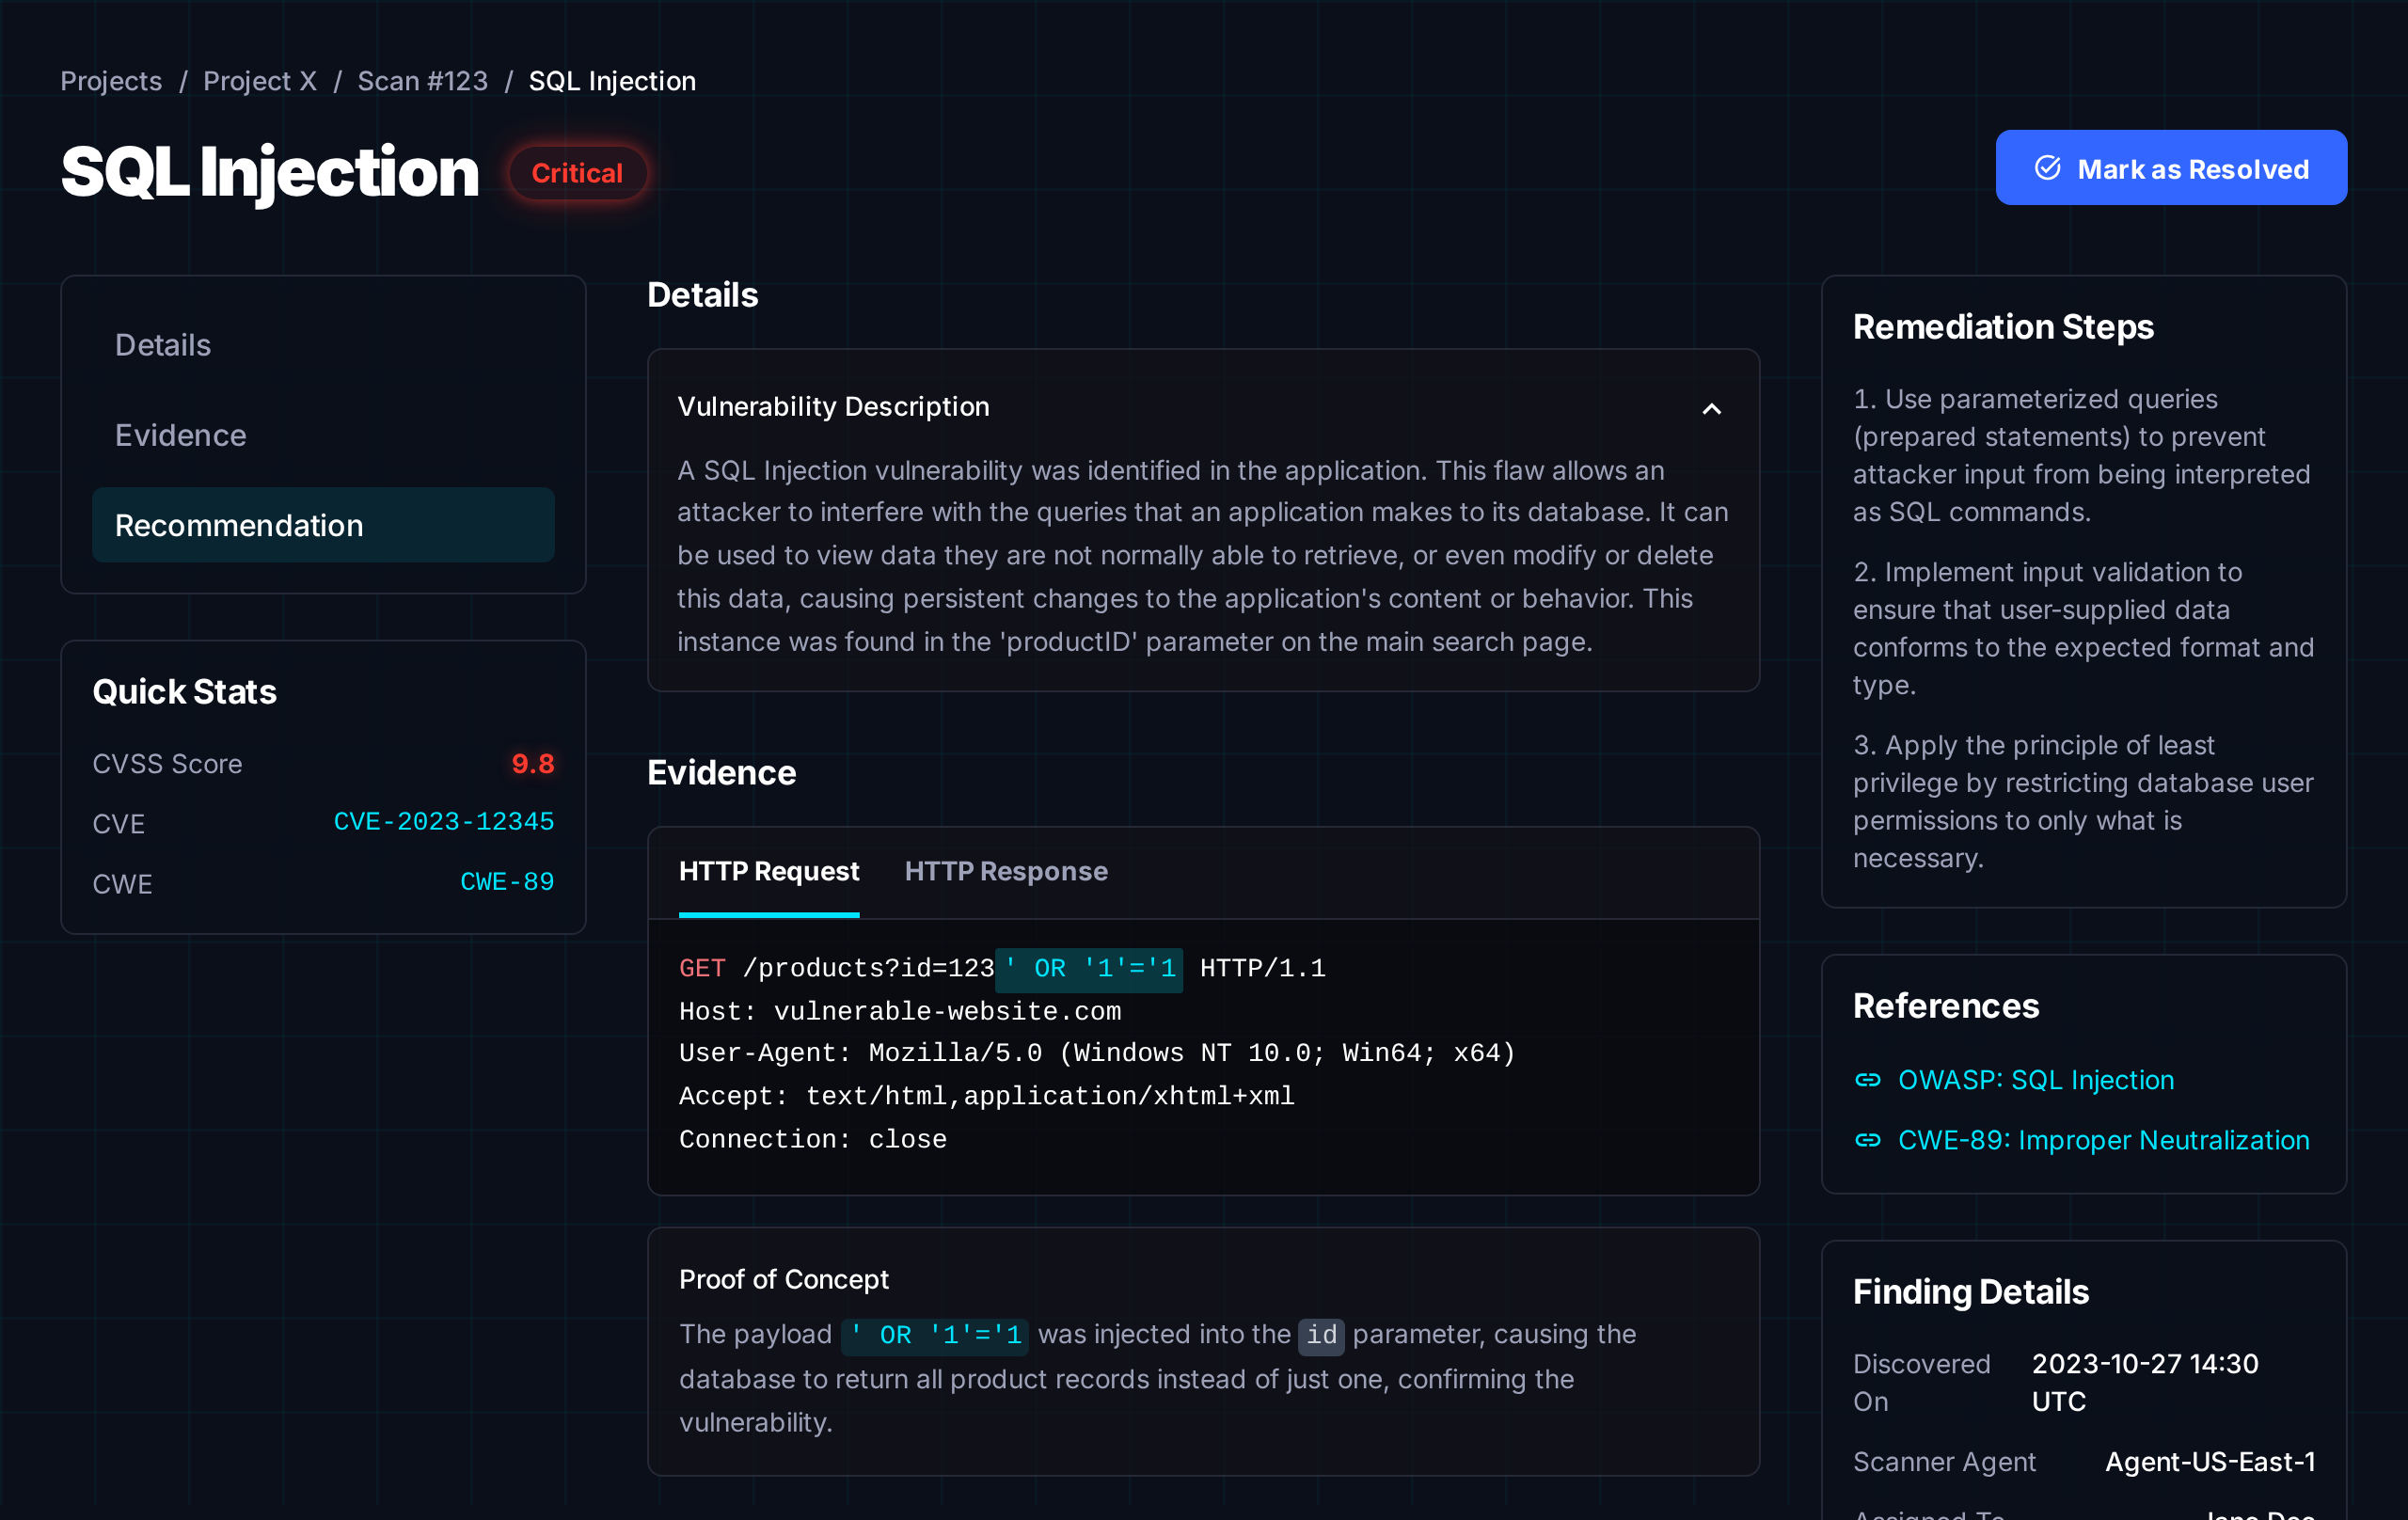 Projects / Project X / Scan #123 / SQL Injection
SQL Injection
Critical
Mark as Resolved
Details
Evidence
Recommendation
Quick Stats
CVSS Score 9.8
CVE CVE-2023-12345
CWE CWE-89
Details
Vulnerability Description
A SQL Injection vulnerability was identified in the application. This flaw allows an
attacker to interfere with the queries that an application makes to its database. It can
be used to view data they are not normally able to retrieve, or even modify or delete
this data, causing persistent changes to the application's content or behavior. This
instance was found in the 'productID' parameter on the main search page.
Evidence
HTTP Request HTTP Response
GET /products?id=123' OR '1'='1 HTTP/1.1
Host: vulnerable-website.com
User-Agent: Mozilla/5.0 (Windows NT 10.0; Win64; x64)
Accept: text/html,application/xhtml+xml
Connection: close
Proof of Concept
The payload ' OR '1'='1 was injected into the id parameter, causing the
database to return all product records instead of just one, confirming the
vulnerability.
Remediation Steps
1. Use parameterized queries
(prepared statements) to prevent
attacker input from being interpreted
as SQL commands.
2. Implement input validation to
ensure that user-supplied data
conforms to the expected format and
type.
3. Apply the principle of least
privilege by restricting database user
permissions to only what is
necessary.
References
OWASP: SQL Injection
CWE-89: Improper Neutralization
Finding Details
Discovered 2023-10-27 14:30
On UTC
Scanner Agent Agent-US-East-1